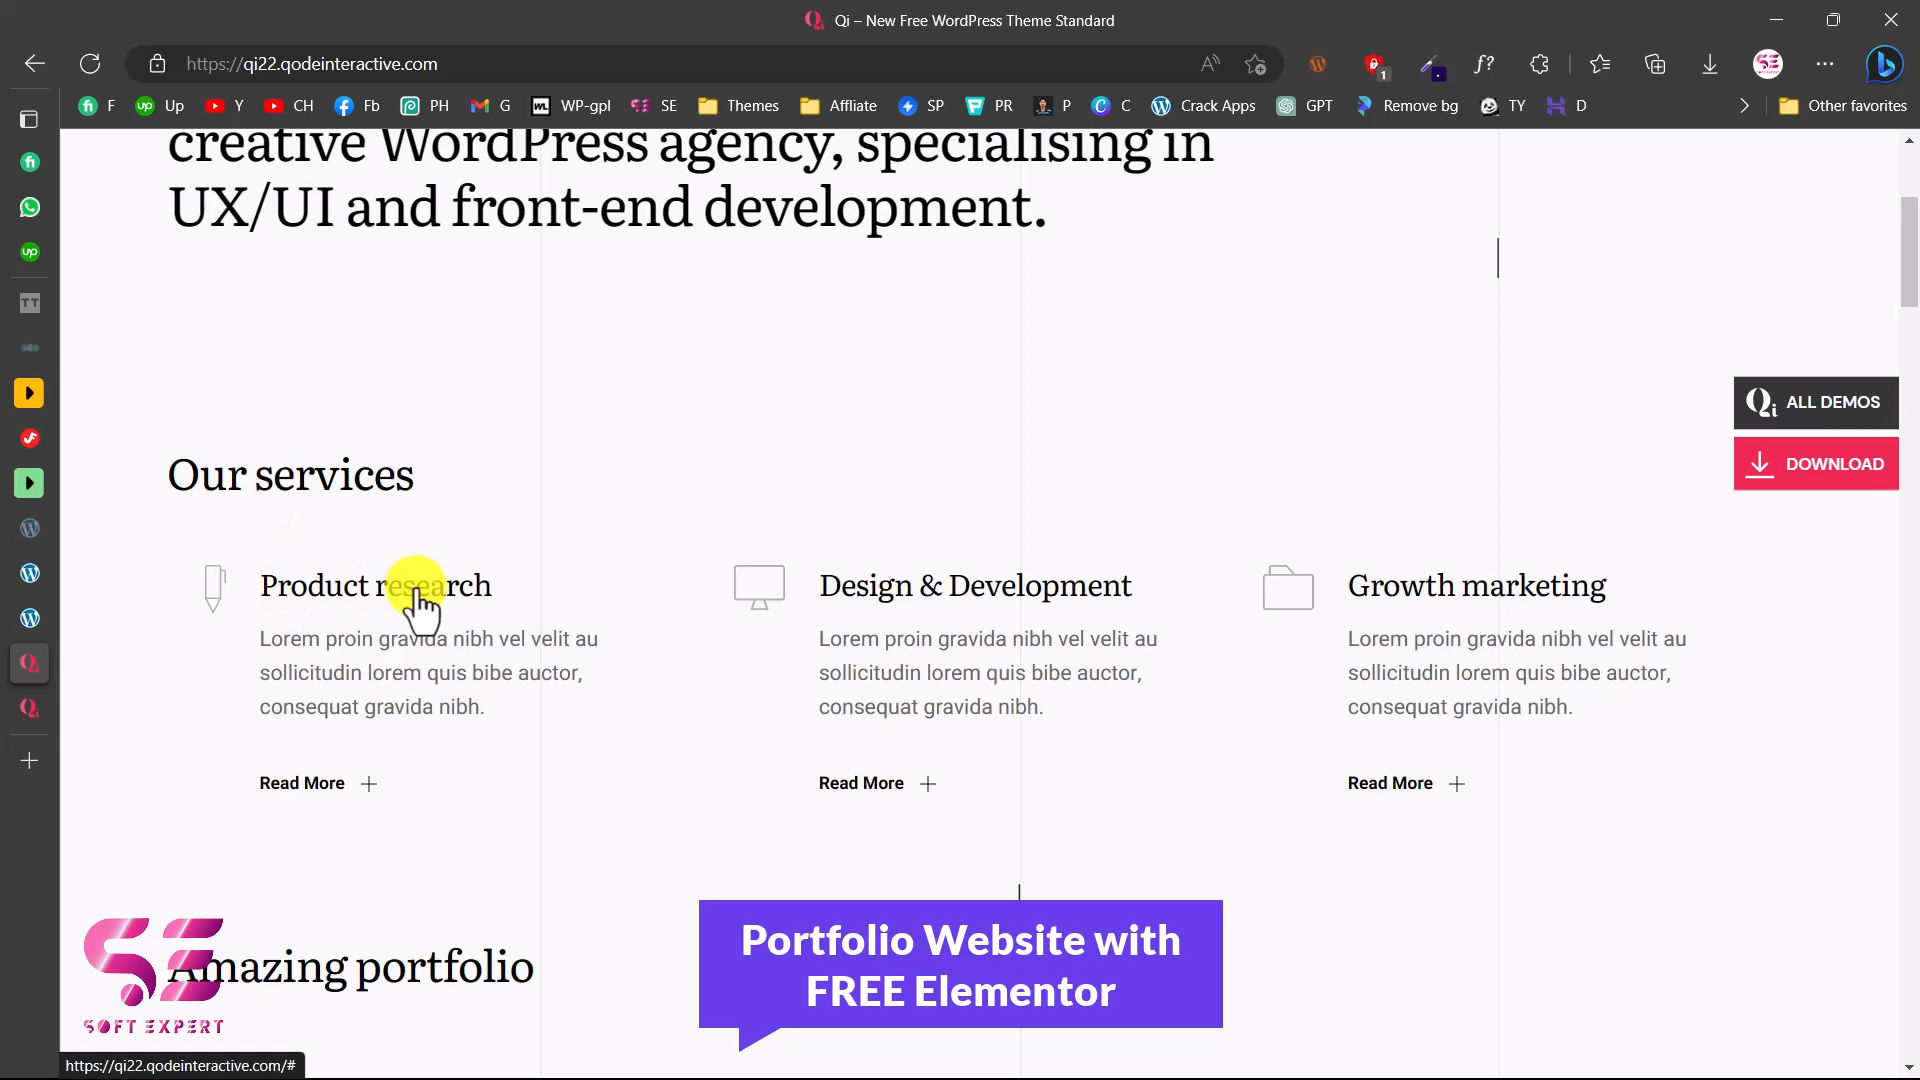 Qi – New Free WordPress Theme Standard
https://qi22.qodeinteractive.com
1
F Up Y CH Fb PH G WP-gpl SE Themes Affliate SP PR P C Crack Apps GPT Remove bg TY D Other favorites
creative WordPress agency, specialising in
UX/UI and front-end development.
Qi ALL DEMOS
DOWNLOAD
Our services
Product research
Design & Development
Growth marketing
Lorem proin gravida nibh vel velit au
sollicitudin lorem quis bibe auctor,
consequat gravida nibh.
Lorem proin gravida nibh vel velit au
sollicitudin lorem quis bibe auctor,
consequat gravida nibh.
Lorem proin gravida nibh vel velit au
sollicitudin lorem quis bibe auctor,
consequat gravida nibh.
Read More
Read More
Read More
Amazing portfolio
SE
SOFT EXPERT
Portfolio Website with
FREE Elementor
https://qi22.qodeinteractive.com/#